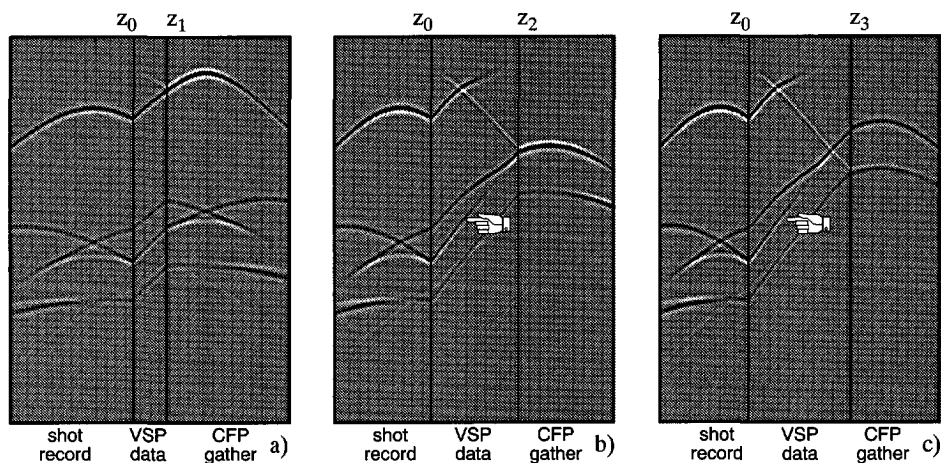 z0 z1
z0 z2
z0 z3
shot record
VSP data
CFP gather
a)
shot record
VSP data
CFP gather
b)
shot record
VSP data
CFP gather
c)